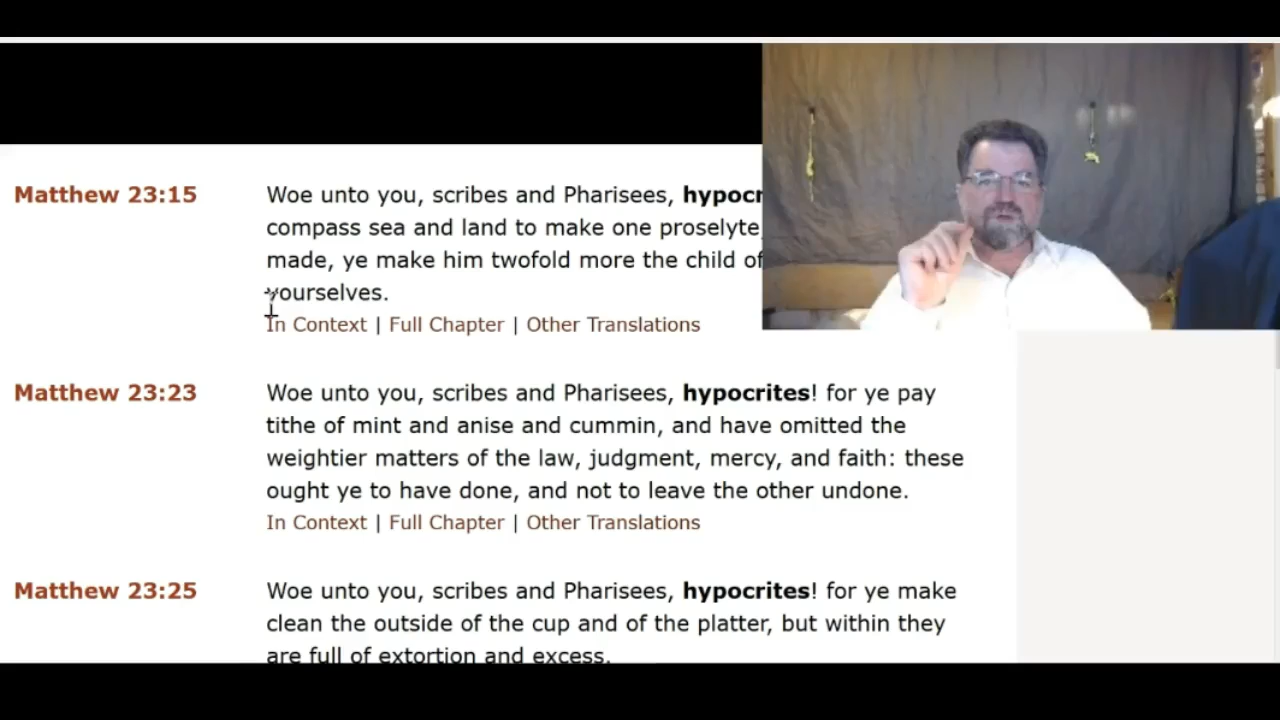 Matthew 23:15
Woe unto you, scribes and Pharisees,
compass sea and land to make one proselyte,
made, ye make him twofold more the child of
yourselves.
In Context | Full Chapter | Other Translations
Matthew 23:23
Woe unto you, scribes and Pharisees, hypocrites! for ye pay
tithe of mint and anise and cummin, and have omitted the
weightier matters of the law, judgment, mercy, and faith: these
ought ye to have done, and not to leave the other undone.
In Context | Full Chapter | Other Translations
Matthew 23:25
Woe unto you, scribes and Pharisees, hypocrites! for ye make
clean the outside of the cup and of the platter, but within they
are full of extortion and excess.